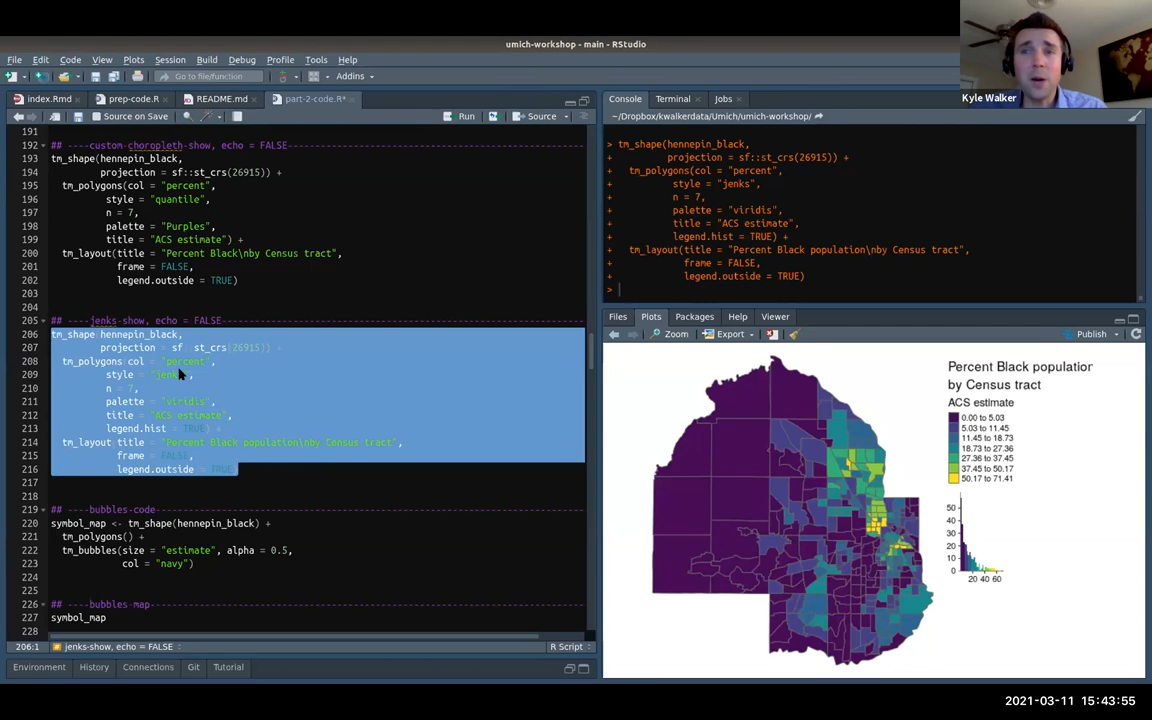 umich-workshop - main - RStudio
File Edit Code View Plots Session Build Debug Profile Tools Help
Go to file/function Addins
index.Rmd prep-code.R README.md part-2-code.R*
Source on Save Run Source
191
192 ## ----custom-choropleth-show, echo = FALSE----
193 tm_shape(hennepin_black,
194 projection = sf::st_crs(26915)) +
195 tm_polygons(col = "percent",
196 style = "quantile",
197 n = 7,
198 palette = "Purples",
199 title = "ACS estimate") +
200 tm_layout(title = "Percent Black\nby Census tract",
201 frame = FALSE,
202 legend.outside = TRUE)
203
204
205 ## ----jenks-show, echo = FALSE----
206 tm_shape(hennepin_black,
207 projection = sf::st_crs(26915)) +
208 tm_polygons(col = "percent",
209 style = "jenks",
210 n = 7,
211 palette = "viridis",
212 title = "ACS estimate",
213 legend.hist = TRUE) +
214 tm_layout(title = "Percent Black population\nby Census tract",
215 frame = FALSE,
216 legend.outside = TRUE)
217
218
219 ## ----bubbles-code----
220 symbol_map <- tm_shape(hennepin_black) +
221 tm_polygons() +
222 tm_bubbles(size = "estimate", alpha = 0.5,
223 col = "navy")
224
225
226 ## ----bubbles-map----
227 symbol_map
228
206:1 jenks-show, echo = FALSE R Script
Environment History Connections Git Tutorial
Console Terminal Jobs
~/Dropbox/kwalkerdata/Umich/umich-workshop/
> tm_shape(hennepin_black,
+ projection = sf::st_crs(26915)) +
+ tm_polygons(col = "percent",
+ style = "jenks",
+ n = 7,
+ palette = "viridis",
+ title = "ACS estimate",
+ legend.hist = TRUE) +
+ tm_layout(title = "Percent Black population\nby Census tract",
+ frame = FALSE,
+ legend.outside = TRUE)
>
Files Plots Packages Help Viewer
Zoom Export Publish
Percent Black population
by Census tract
ACS estimate
0.00 to 5.03
5.03 to 11.45
11.45 to 18.73
18.73 to 27.36
27.36 to 37.45
37.45 to 50.17
50.17 to 71.41
50
40
30
20
10
0
20 40 60
Kyle Walker
2021-03-11 15:43:55